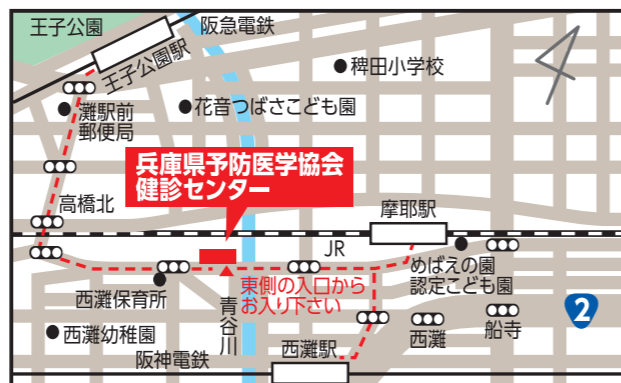 王子公園
阪急電鉄
王子公園駅
稗田小学校
灘駅前
郵便局
花音つばさこども園
兵庫県予防医学協会
健診センター
高橋北
摩耶駅
JR
めばえの園
認定こども園
東側の入口から
お入り下さい
西灘保育所
青谷川
西灘幼稚園
西灘駅
西灘
船寺
2
阪神電鉄